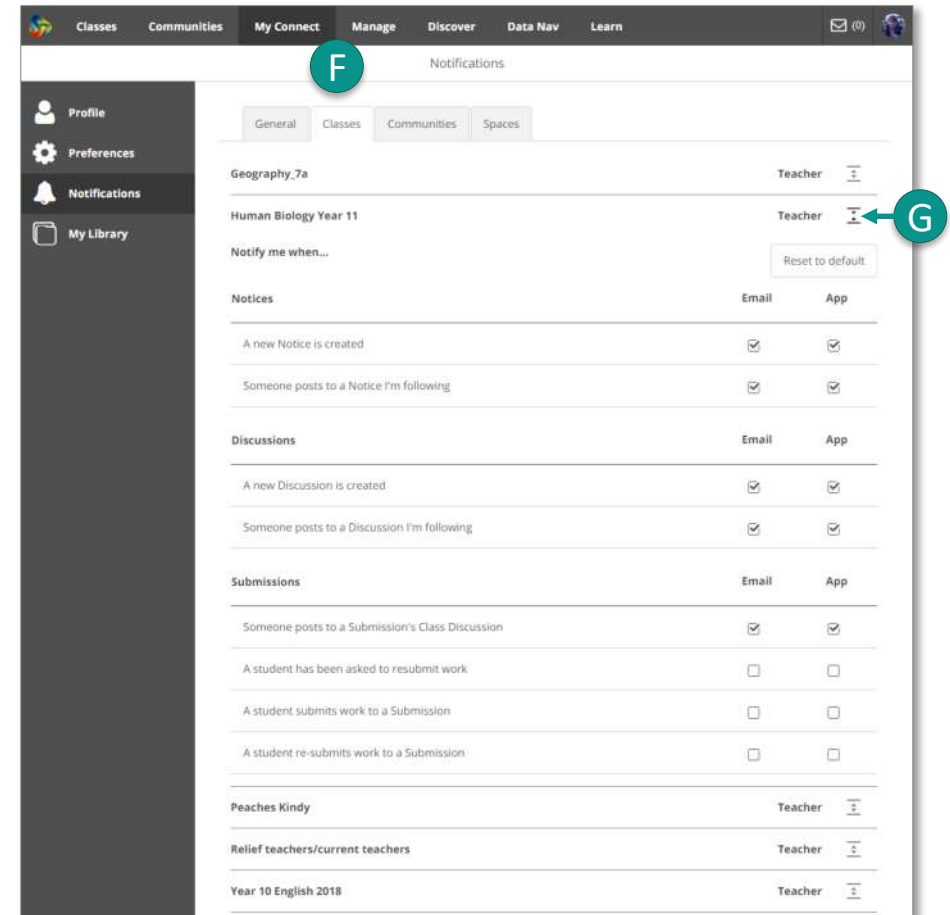 Classes Communities My Connect Manage Discover Data Nav Learn (0)
F Notifications
Profile
Preferences
Notifications
My Library
General Classes Communities Spaces
Geography_7a Teacher
Human Biology Year 11 Teacher G
Notify me when... Reset to default
Notices Email App
A new Notice is created
Someone posts to a Notice I'm following
Discussions Email App
A new Discussion is created
Someone posts to a Discussion I'm following
Submissions Email App
Someone posts to a Submission's Class Discussion
A student has been asked to resubmit work
A student submits work to a Submission
A student re-submits work to a Submission
Peaches Kindy Teacher
Relief teachers/current teachers Teacher
Year 10 English 2018 Teacher